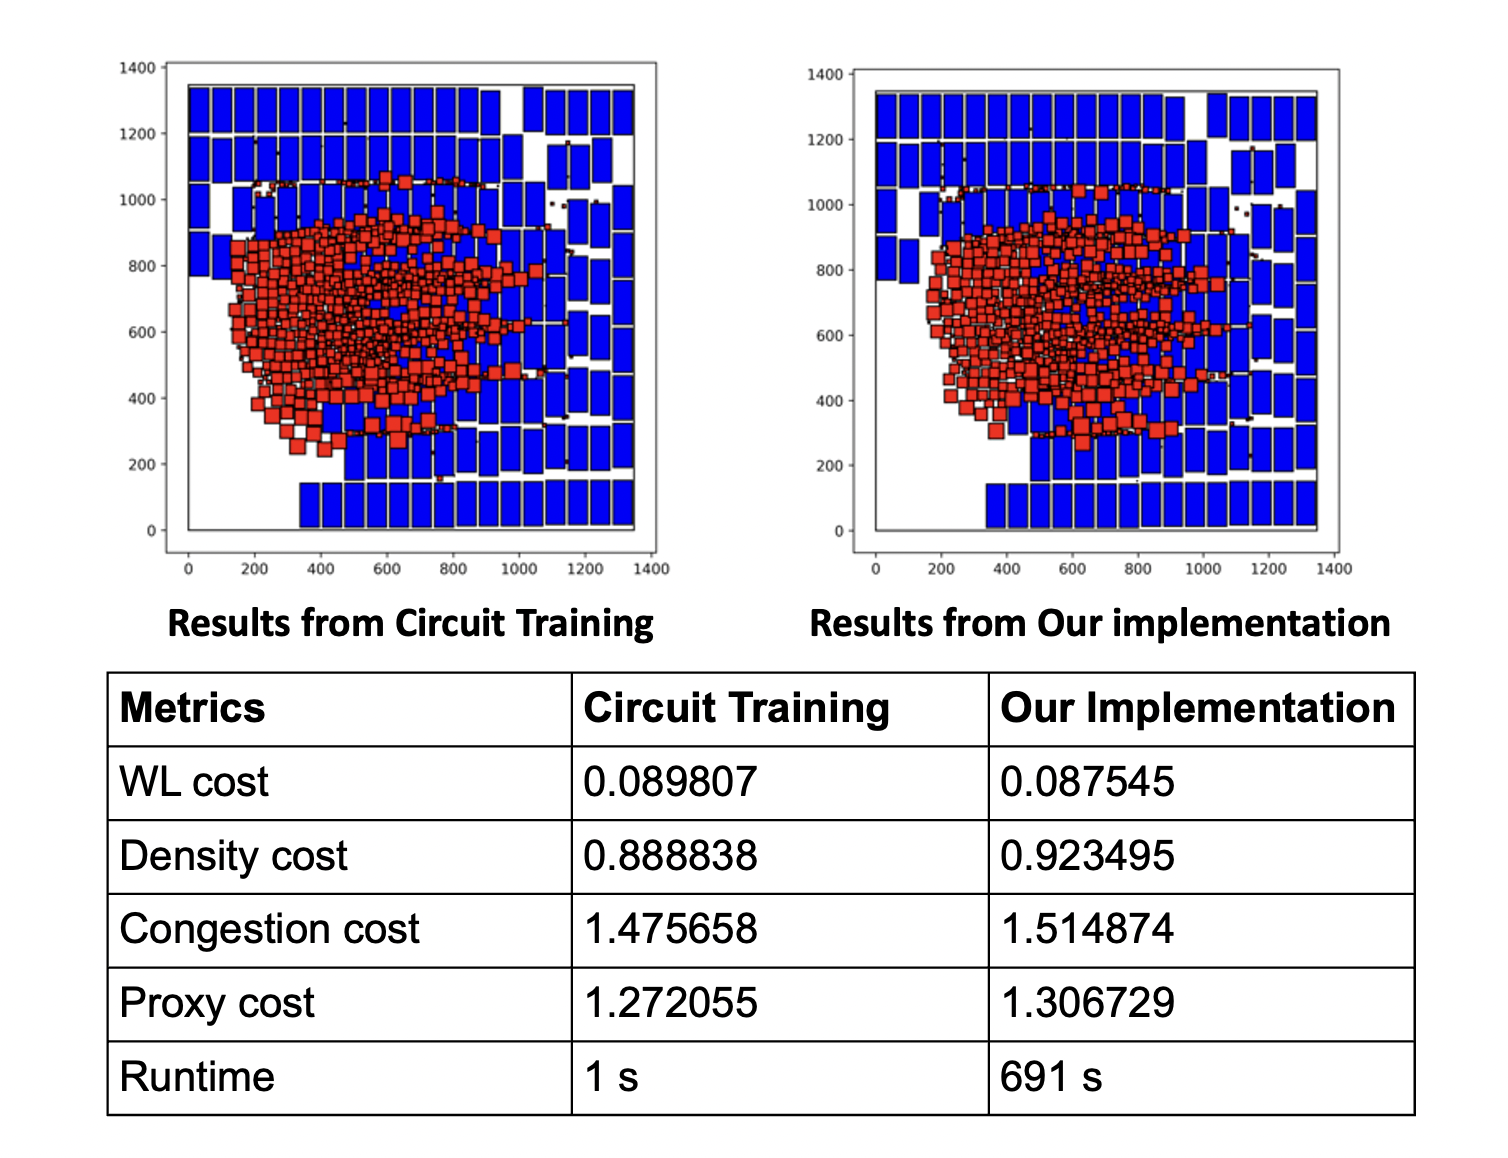 1400
1200
1000
800
600
400
200
0
0 200 400 600 800 1000 1200 1400
1400
1200
1000
800
600
400
200
0
0 200 400 600 800 1000 1200 1400
Results from Circuit Training
Results from Our implementation
Metrics Circuit Training Our Implementation
WL cost 0.089807 0.087545
Density cost 0.888838 0.923495
Congestion cost 1.475658 1.514874
Proxy cost 1.272055 1.306729
Runtime 1 s 691 s